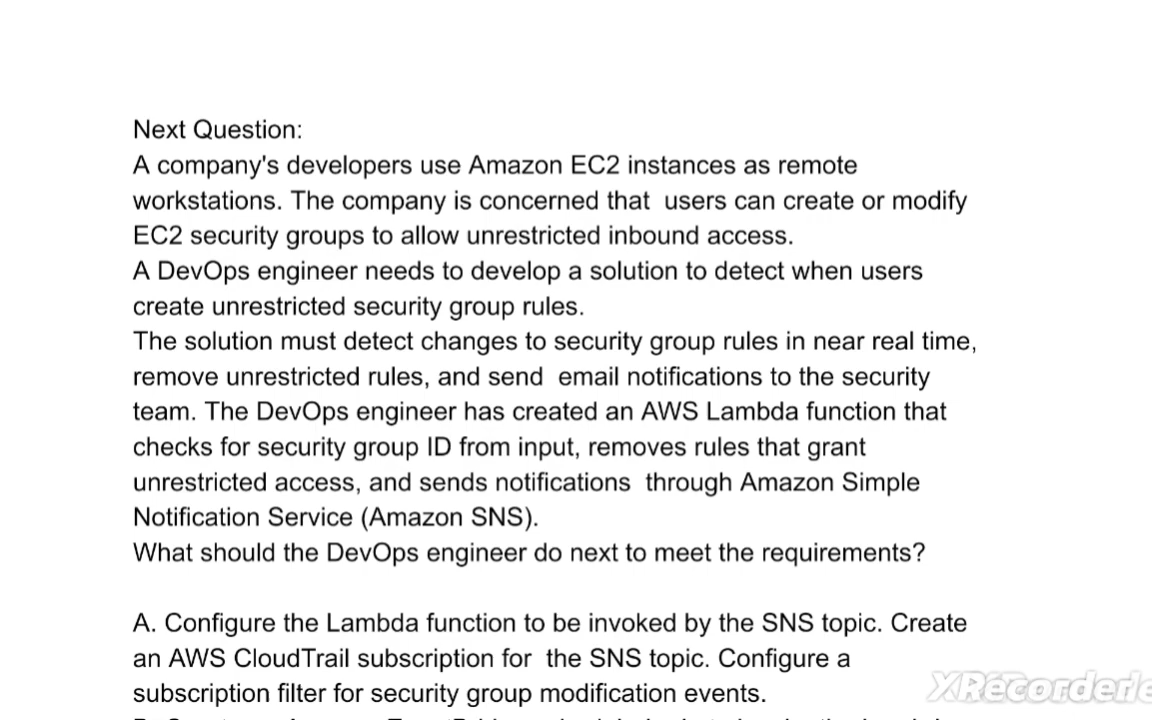 Next Question:
A company's developers use Amazon EC2 instances as remote
workstations. The company is concerned that  users can create or modify
EC2 security groups to allow unrestricted inbound access.
A DevOps engineer needs to develop a solution to detect when users
create unrestricted security group rules.
The solution must detect changes to security group rules in near real time,
remove unrestricted rules, and send  email notifications to the security
team. The DevOps engineer has created an AWS Lambda function that
checks for security group ID from input, removes rules that grant
unrestricted access, and sends notifications  through Amazon Simple
Notification Service (Amazon SNS).
What should the DevOps engineer do next to meet the requirements?
A. Configure the Lambda function to be invoked by the SNS topic. Create
an AWS CloudTrail subscription for  the SNS topic. Configure a
subscription filter for security group modification events.